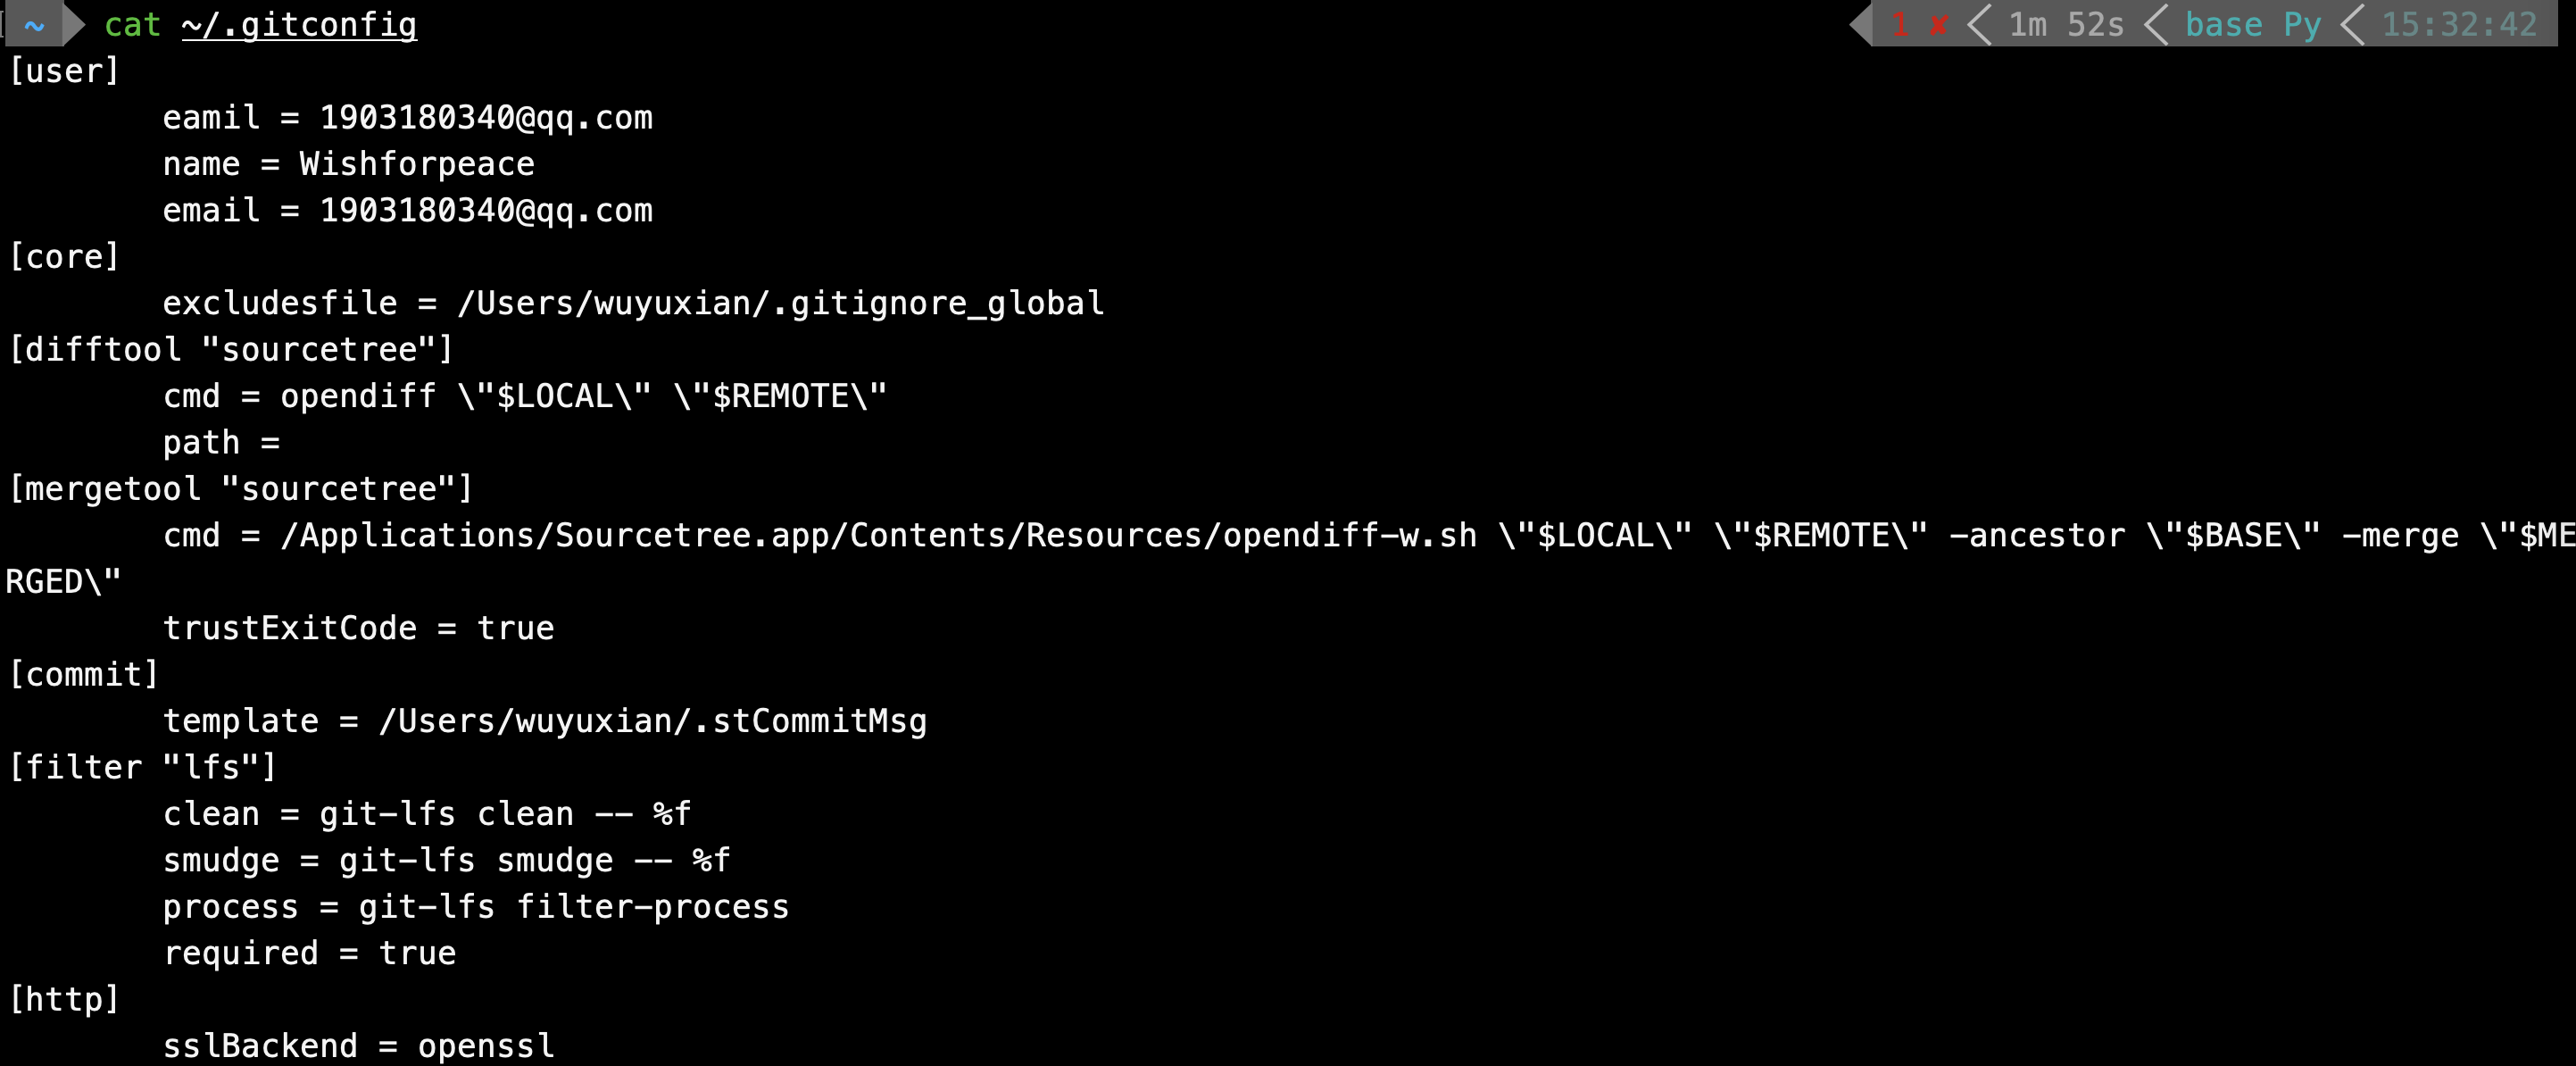 ~ cat ~/.gitconfig 1 ✘ 1m 52s base Py 15:32:42
[user]
eamil = 1903180340@qq.com
name = Wishforpeace
email = 1903180340@qq.com
[core]
excludesfile = /Users/wuyuxian/.gitignore_global
[difftool "sourcetree"]
cmd = opendiff \"$LOCAL\" \"$REMOTE\"
path =
[mergetool "sourcetree"]
cmd = /Applications/Sourcetree.app/Contents/Resources/opendiff-w.sh \"$LOCAL\" \"$REMOTE\" -ancestor \"$BASE\" -merge \"$ME
RGED\"
trustExitCode = true
[commit]
template = /Users/wuyuxian/.stCommitMsg
[filter "lfs"]
clean = git-lfs clean -- %f
smudge = git-lfs smudge -- %f
process = git-lfs filter-process
required = true
[http]
sslBackend = openssl